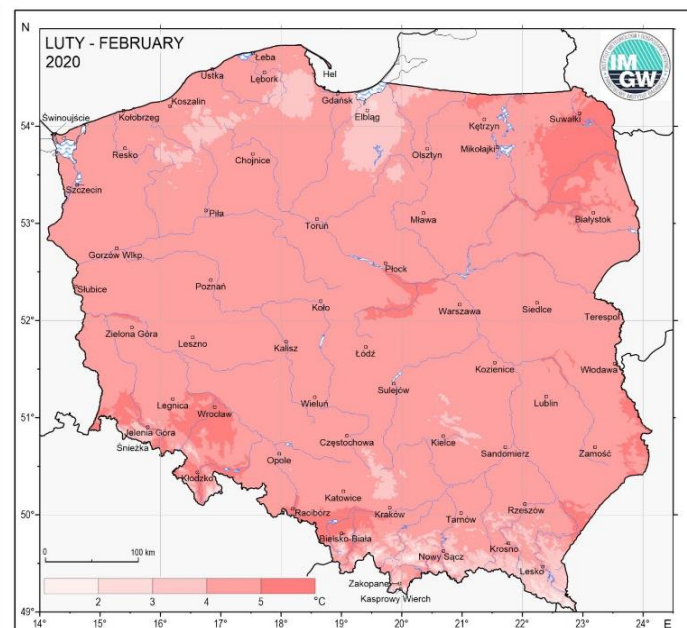 N
LUTY - FEBRUARY
2020
IM
GW
Łeba
Ustka
Lębork
Hel
Koszalin
Gdańsk
Świnoujście
Kołobrzeg
Elbląg
Kętrzyn
Suwałki
54°
Resko
Chojnice
Olsztyn
Mikołajki
Szczecin
Piła
Toruń
Mława
Białystok
53°
Gorzów Wlkp.
Płock
Słubice
Poznań
Koło
Warszawa
Siedlce
Terespol
52°
Zielona Góra
Leszno
Kalisz
Łódź
Sulejów
Kozienice
Włodawa
Legnica
Wrocław
Wieluń
Lublin
51°
Jelenia Góra
Śnieżka
Częstochowa
Kielce
Sandomierz
Zamość
Kłodzko
Opole
Katowice
50°
Racibórz
Kraków
Tarnów
Rzeszów
0 100 km
Bielsko-Biała
Nowy Sącz
Krosno
Lesko
Zakopane
Kasprowy Wierch
2 3 4 5 °C
49°
14° 15° 16° 17° 18° 19° 20° 21° 22° 23° 24° E